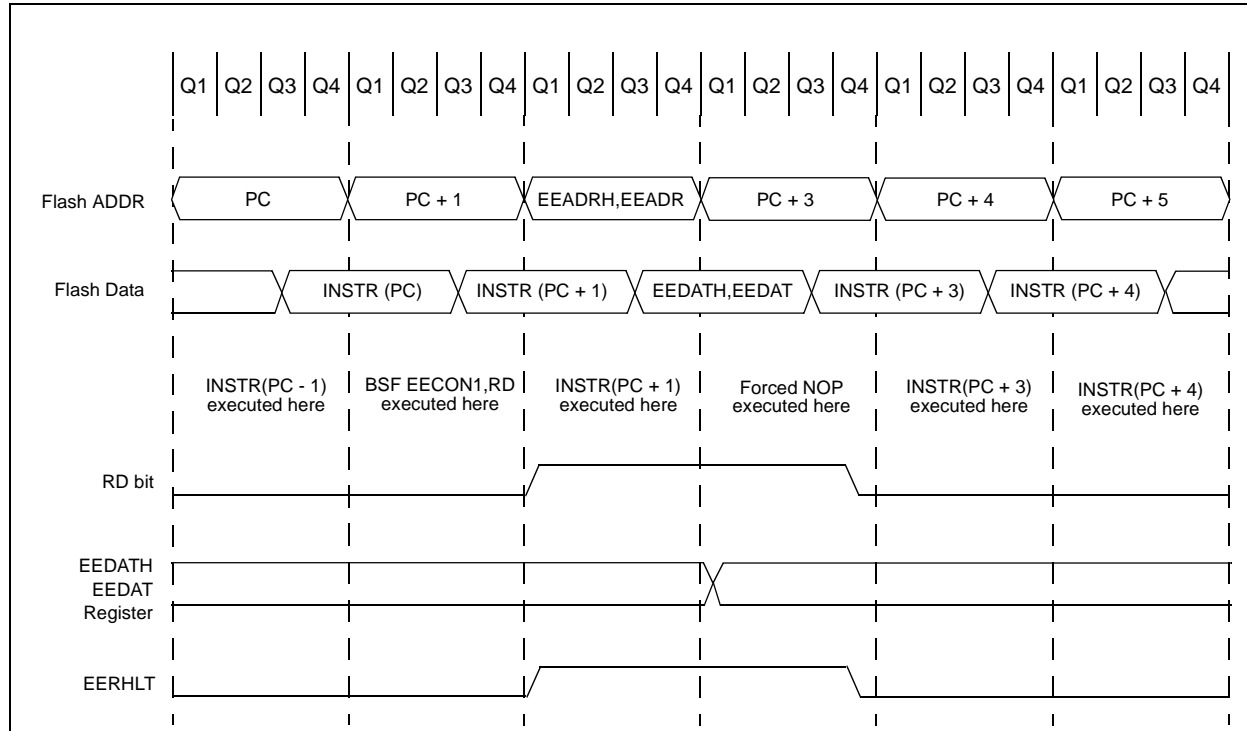 Q1 Q2 Q3 Q4 Q1 Q2 Q3 Q4 Q1 Q2 Q3 Q4 Q1 Q2 Q3 Q4 Q1 Q2 Q3 Q4 Q1 Q2 Q3 Q4
Flash ADDR PC PC + 1 EEADRH,EEADR PC + 3 PC + 4 PC + 5
Flash Data INSTR (PC) INSTR (PC + 1) EEDATH,EEDAT INSTR (PC + 3) INSTR (PC + 4)
INSTR(PC - 1) BSF EECON1,RD INSTR(PC + 1) Forced NOP INSTR(PC + 3) INSTR(PC + 4)
executed here executed here executed here executed here executed here executed here
RD bit
EEDATH
EEDAT
Register
EERHLT